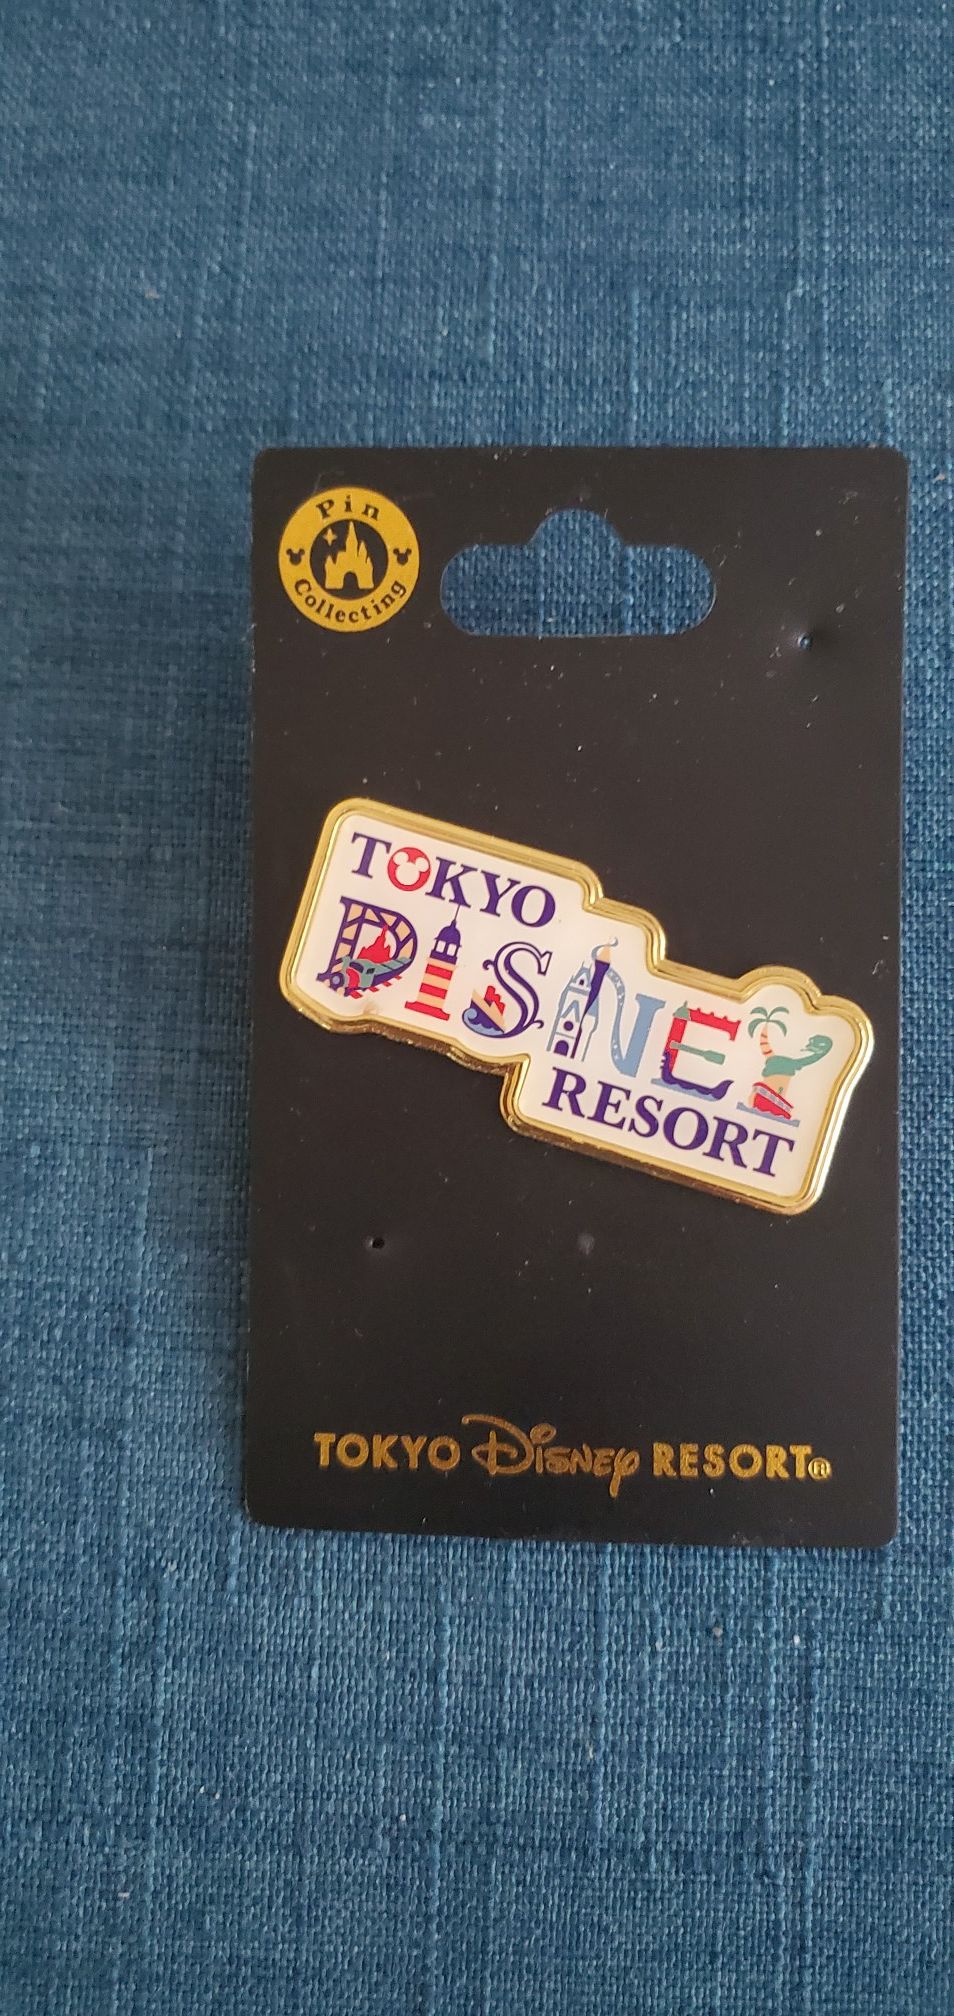 Pin
Collecting
TOKYO
DISNEY
RESORT
TOKYO Disney RESORT®